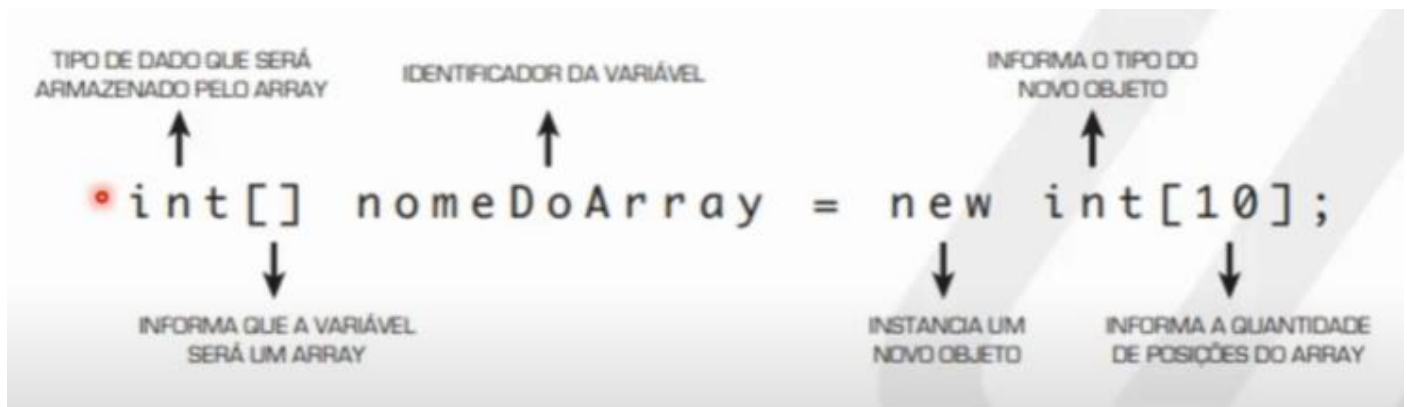 TIPO DE DADO QUE SERÁ
ARMAZENADO PELO ARRAY
IDENTIFICADOR DA VARIÁVEL
INFORMA O TIPO DO
NOVO OBJETO
int[] nomeDoArray = new int[10];
INFORMA QUE A VARIÁVEL
SERÁ UM ARRAY
INSTANCIA UM
NOVO OBJETO
INFORMA A QUANTIDADE
DE POSIÇÕES DO ARRAY